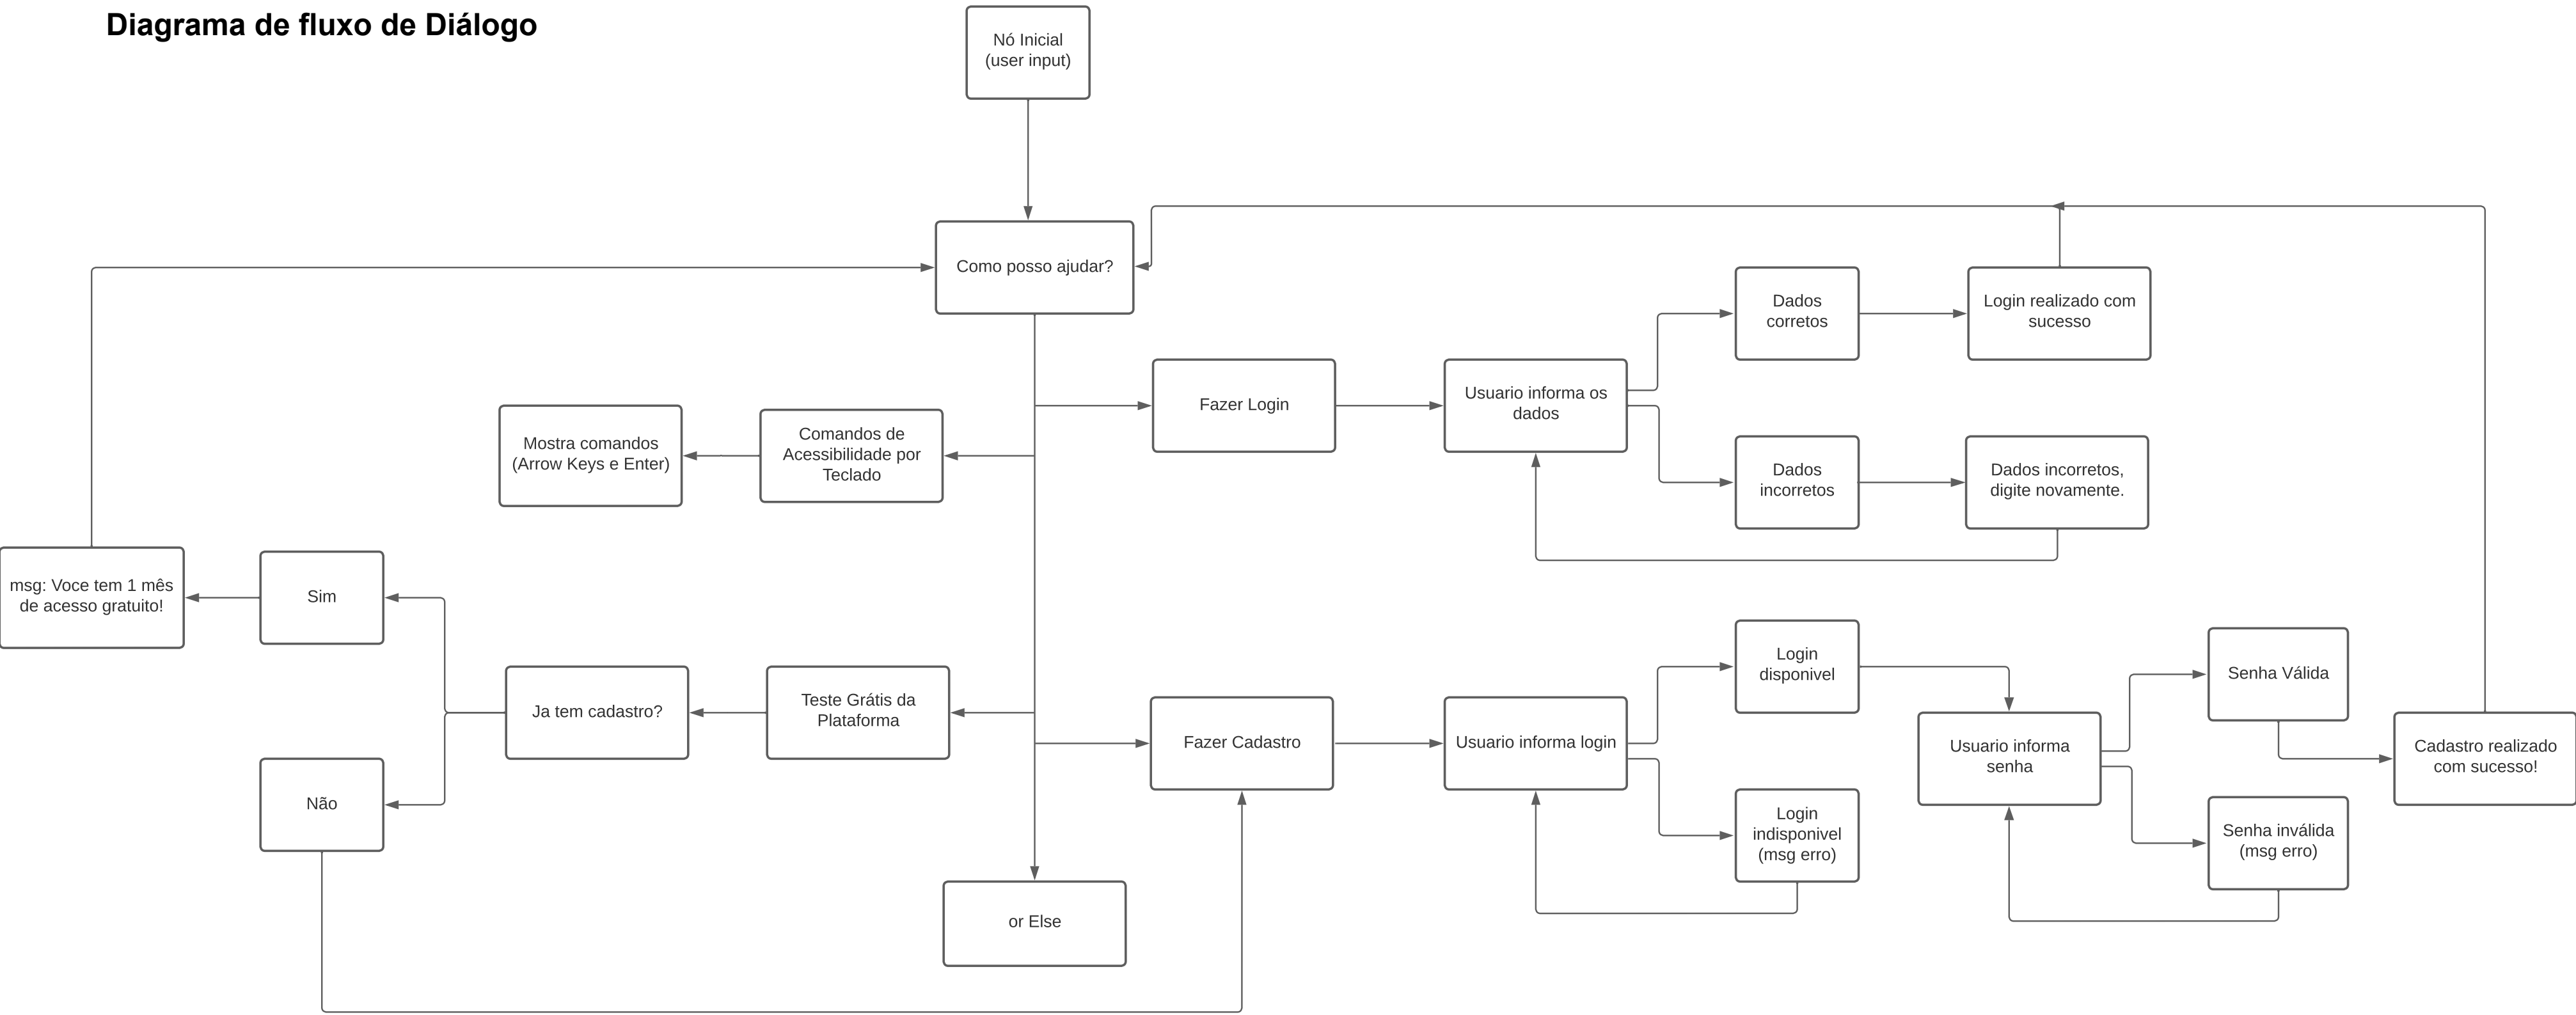 Diagrama de fluxo de Diálogo
Nó Inicial
(user input)
Como posso ajudar?
Dados
corretos
Login realizado com
sucesso
Fazer Login
Usuario informa os
dados
Mostra comandos
(Arrow Keys e Enter)
Comandos de
Acessibilidade por
Teclado
Dados
incorretos
Dados incorretos,
digite novamente.
msg: Voce tem 1 mês
de acesso gratuito!
Sim
Login
disponivel
Senha Válida
Ja tem cadastro?
Teste Grátis da
Plataforma
Fazer Cadastro
Usuario informa login
Usuario informa
senha
Cadastro realizado
com sucesso!
Não
Login
indisponivel
(msg erro)
Senha inválida
(msg erro)
or Else